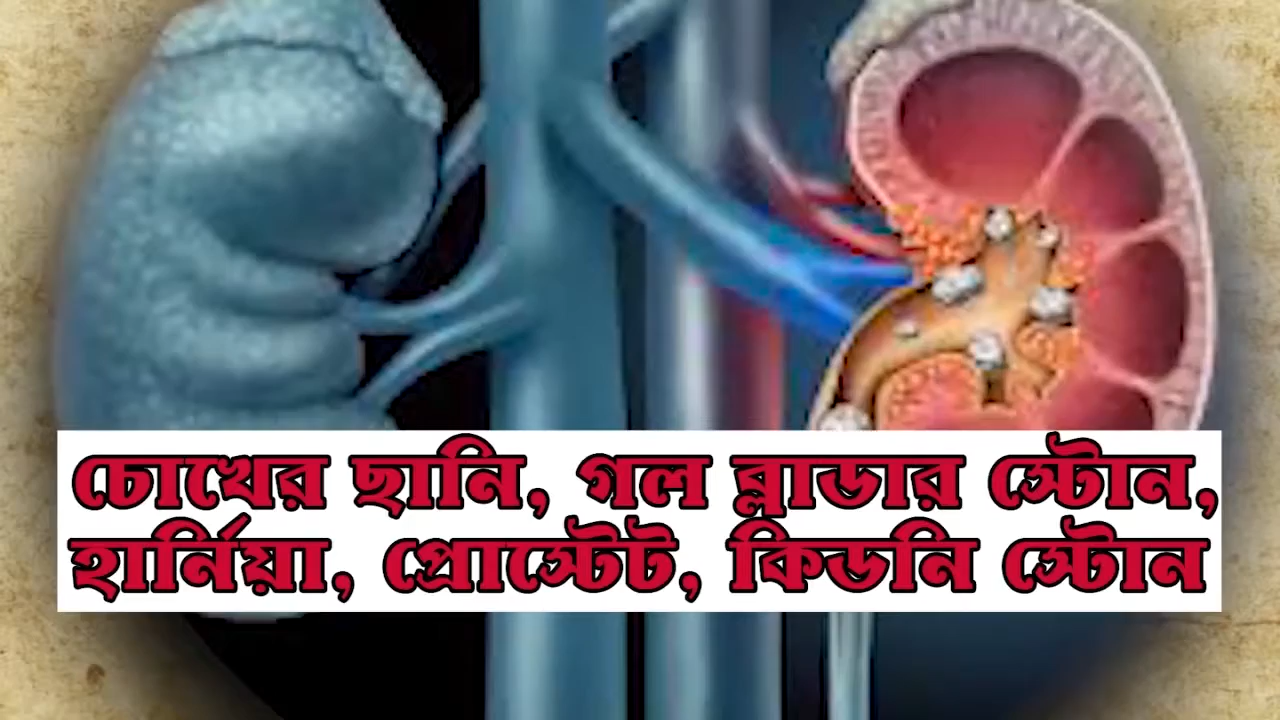 চোখের ছানি, গল ব্লাডার স্টোন,
হার্নিয়া, প্রোস্টেট, কিডনি স্টোন